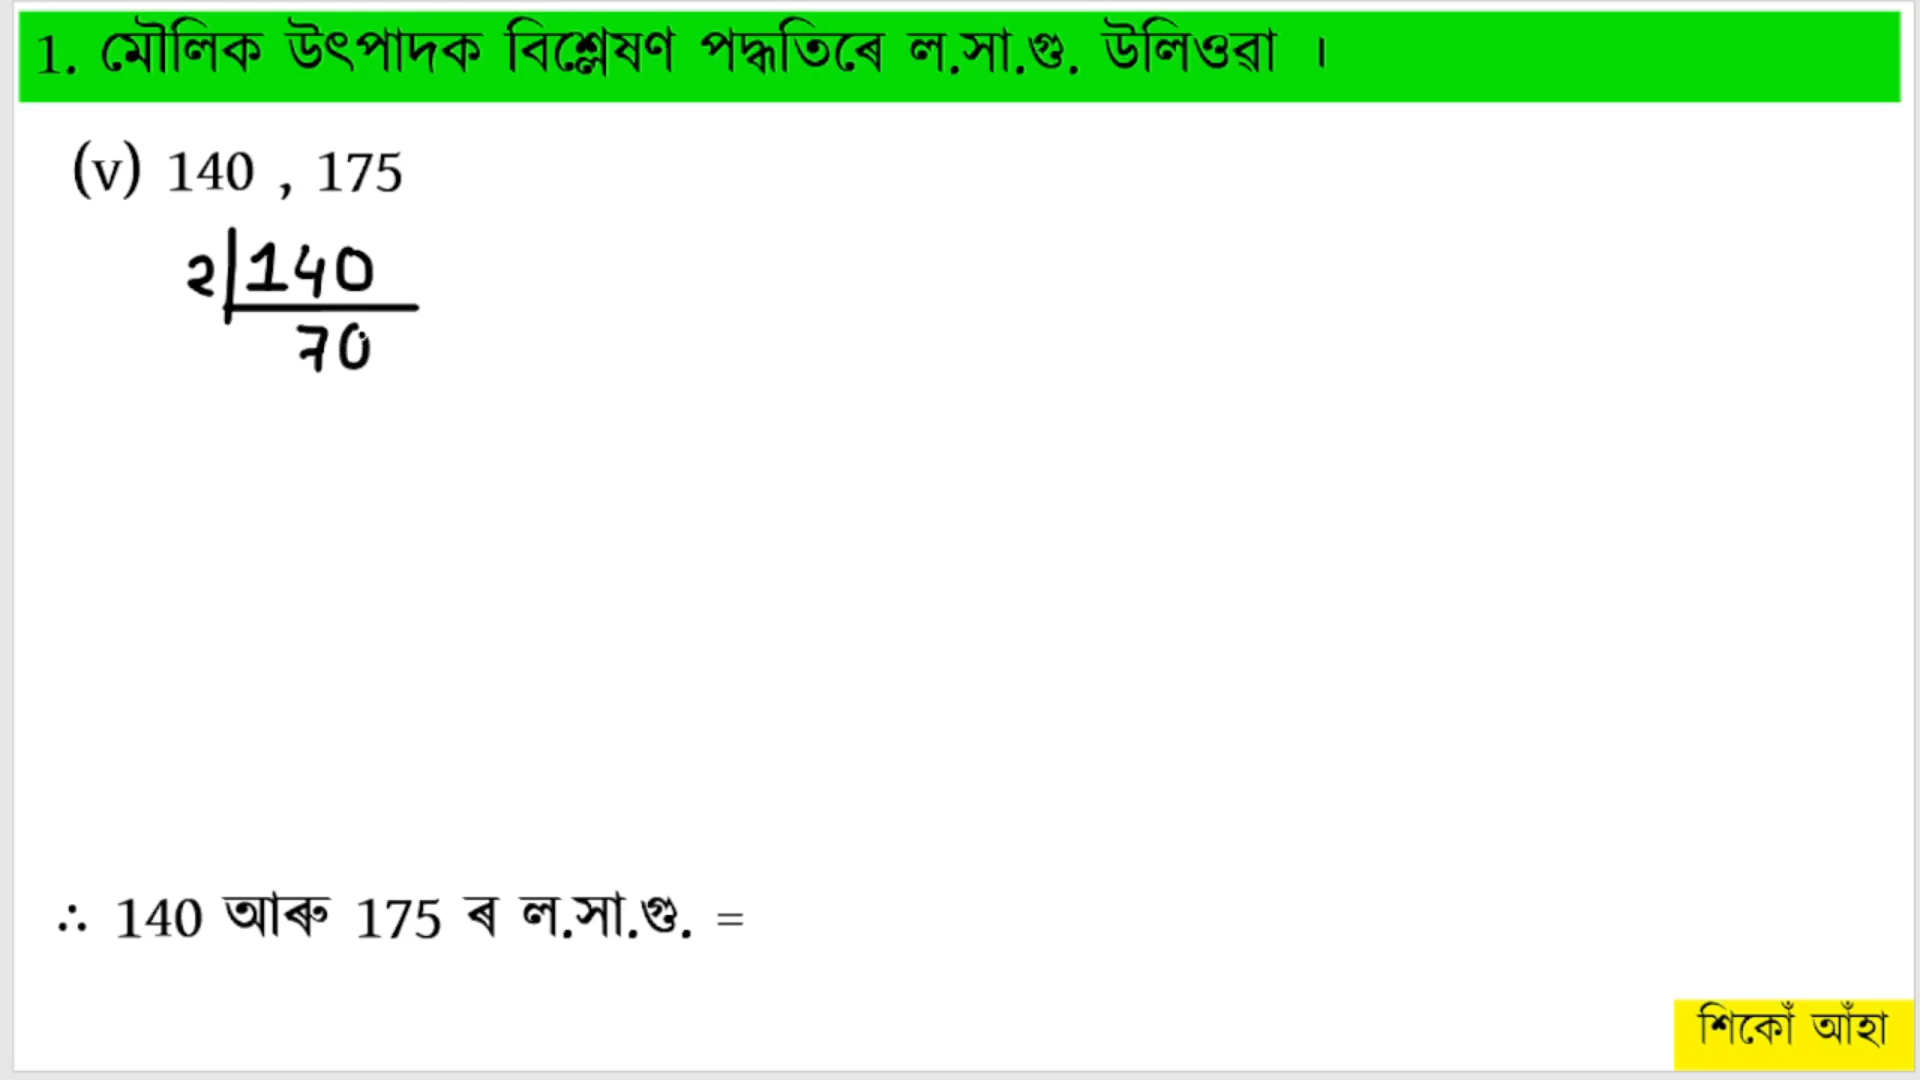 1. মৌলিক উৎপাদক বিশ্লেষণ পদ্ধতিৰে ল.সা.গু. উলিওৱা ।
(v) 140 , 175
2 140
70
∴ 140 আৰু 175 ৰ ল.সা.গু. =
শিকোঁ আঁহা